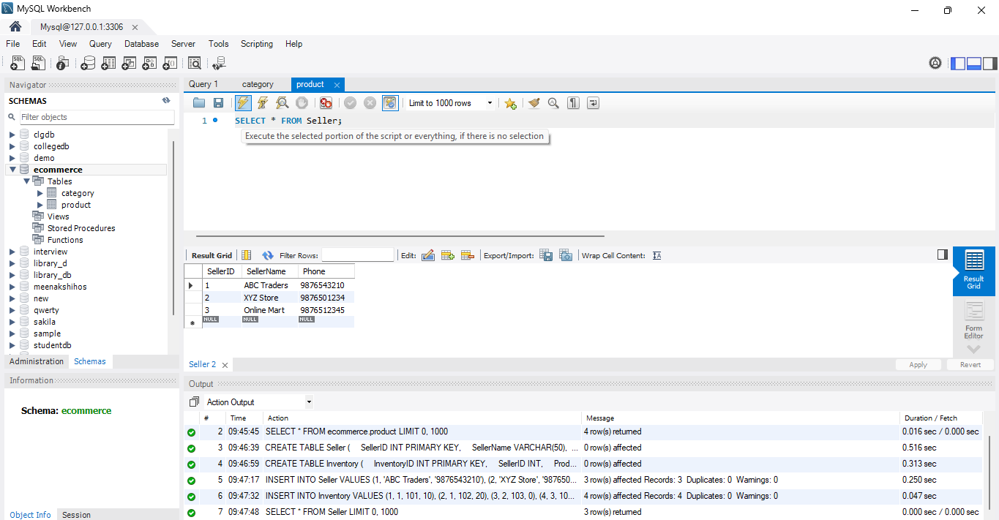 MySQL Workbench
Mysql@127.0.0.1:3306
File Edit View Query Database Server Tools Scripting Help
Navigator
SCHEMAS
Filter objects
clgdb
collegedb
demo
ecommerce
Tables
category
product
Views
Stored Procedures
Functions
interview
library_d
library_db
meenakshihos
new
qwerty
sakila
sample
studentdb
Administration Schemas
Information
Schema: ecommerce
Object Info Session
Query 1 category product
Limit to 1000 rows
1 SELECT * FROM Seller;
Execute the selected portion of the script or everything, if there is no selection
Result Grid Filter Rows: Edit: Export/Import: Wrap Cell Content:
SellerID SellerName Phone
1 ABC Traders 9876543210
2 XYZ Store 9876501234
3 Online Mart 9876512345
NULL NULL NULL
Result Grid
Form Editor
Seller 2 Apply Revert
Output
Action Output
# Time Action Message Duration / Fetch
2 09:45:45 SELECT * FROM ecommerce.product LIMIT 0, 1000 4 row(s) returned 0.016 sec / 0.000 sec
3 09:46:39 CREATE TABLE Seller ( SellerID INT PRIMARY KEY, SellerName VARCHAR(50), ... 0 row(s) affected 0.516 sec
4 09:46:59 CREATE TABLE Inventory ( InventoryID INT PRIMARY KEY, SellerID INT, Prod... 0 row(s) affected 0.313 sec
5 09:47:17 INSERT INTO Seller VALUES (1, 'ABC Traders', '9876543210'), (2, 'XYZ Store', '987650... 3 row(s) affected Records: 3 Duplicates: 0 Warnings: 0 0.250 sec
6 09:47:32 INSERT INTO Inventory VALUES (1, 1, 101, 10), (2, 1, 102, 20), (3, 2, 103, 0), (4, 3, 10... 4 row(s) affected Records: 4 Duplicates: 0 Warnings: 0 0.047 sec
7 09:47:48 SELECT * FROM Seller LIMIT 0, 1000 3 row(s) returned 0.000 sec / 0.000 sec